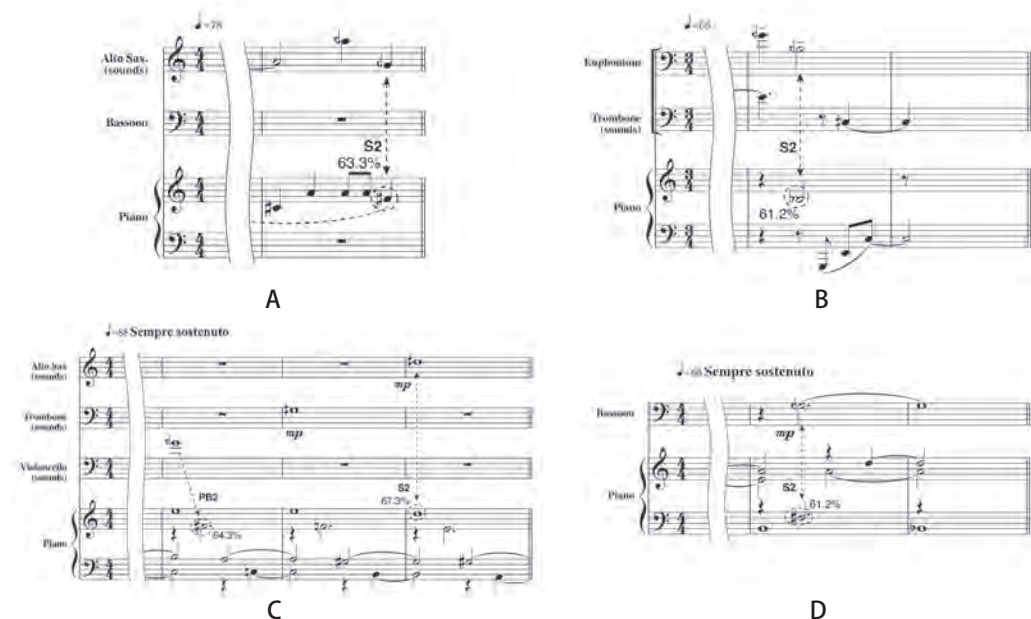 ♩=78
Alto Sax.
(sounds)
Bassoon
S2
63.3%
Piano
A
♩=66
Euphonium
Trombone
(sounds)
S2
Piano
61.2%
B
Sempre sostenuto
Alto Sax
(sounds)
mp
Trombone
(sounds)
mp
Violoncello
(sounds)
PB2
S2
67.3%
64.3%
Piano
C
Sempre sostenuto
Bassoon
mp
S2
61.2%
Piano
D